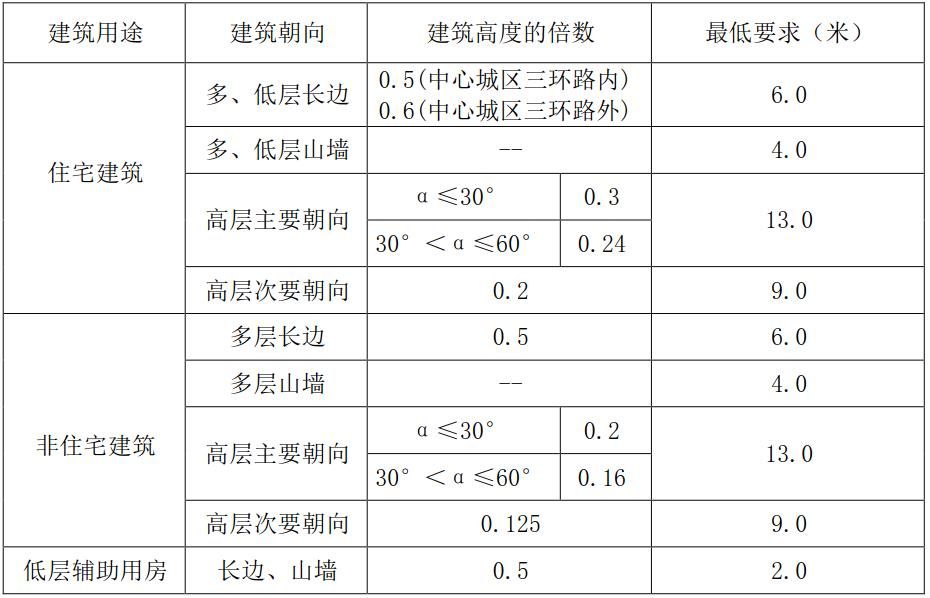 建筑用途 建筑朝向 建筑高度的倍数 最低要求（米）
住宅建筑 多、低层长边 0.5(中心城区三环路内) 6.0
0.6(中心城区三环路外)
多、低层山墙 -- 4.0
高层主要朝向 α≤30° 0.3 13.0
30°＜α≤60° 0.24
高层次要朝向 0.2 9.0
非住宅建筑 多层长边 0.5 6.0
多层山墙 -- 4.0
高层主要朝向 α≤30° 0.2 13.0
30°＜α≤60° 0.16
高层次要朝向 0.125 9.0
低层辅助用房 长边、山墙 0.5 2.0